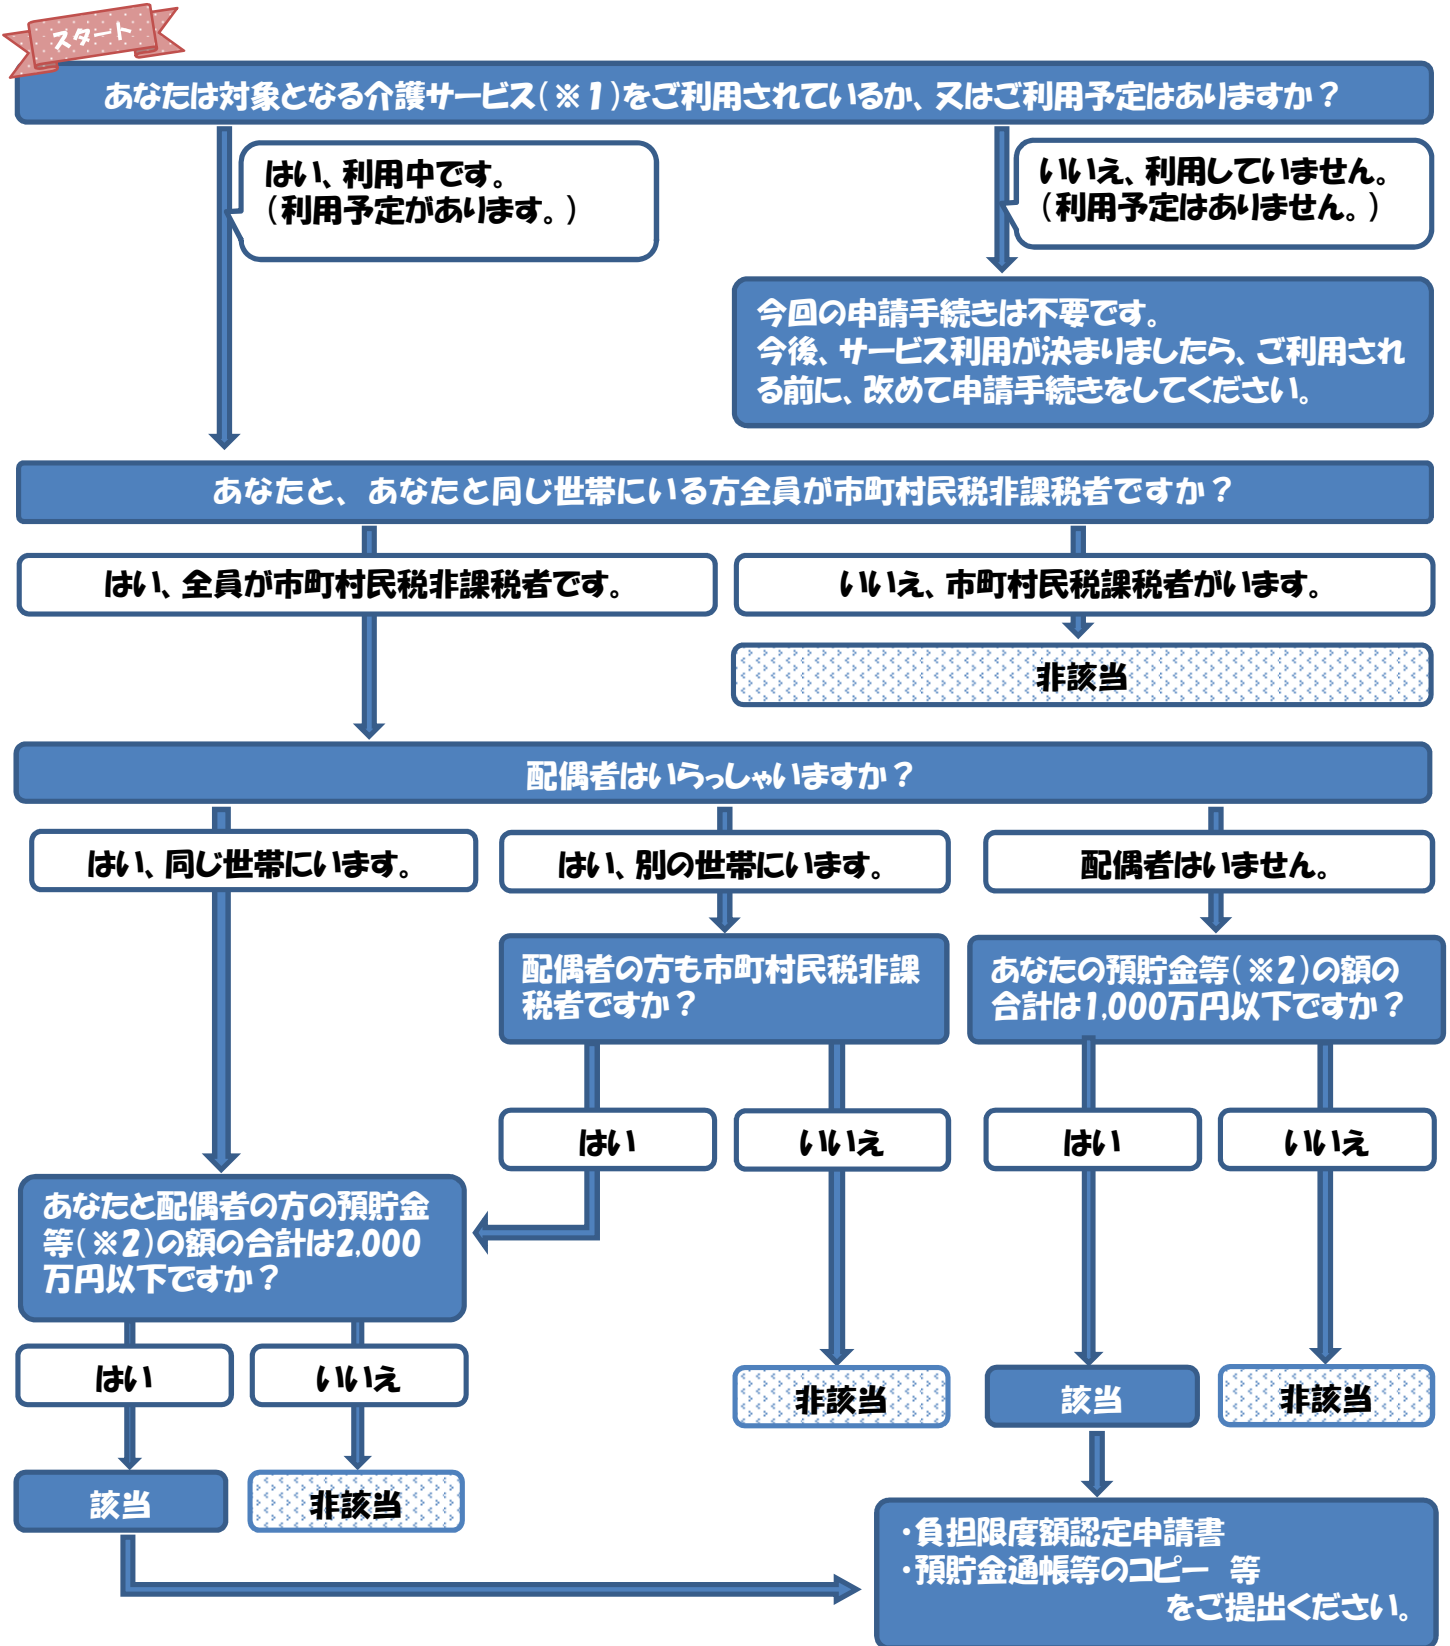 スタート
あなたは対象となる介護サービス(※1)をご利用されているか、又はご利用予定はありますか？
はい、利用中です。
(利用予定があります。)
いいえ、利用していません。
(利用予定はありません。)
今回の申請手続きは不要です。
今後、サービス利用が決まりましたら、ご利用され
る前に、改めて申請手続きをしてください。
あなたと、あなたと同じ世帯にいる方全員が市町村民税非課税者ですか？
はい、全員が市町村民税非課税者です。
いいえ、市町村民税課税者がいます。
非該当
配偶者はいらっしゃいますか？
はい、同じ世帯にいます。
はい、別の世帯にいます。
配偶者はいません。
配偶者の方も市町村民税非課
税者ですか？
あなたの預貯金等(※2)の額の
合計は1,000万円以下ですか？
はい
いいえ
はい
いいえ
あなたと配偶者の方の預貯金
等(※2)の額の合計は2,000
万円以下ですか？
はい
いいえ
非該当
該当
非該当
該当
非該当
・負担限度額認定申請書
・預貯金通帳等のコピー　等
をご提出ください。